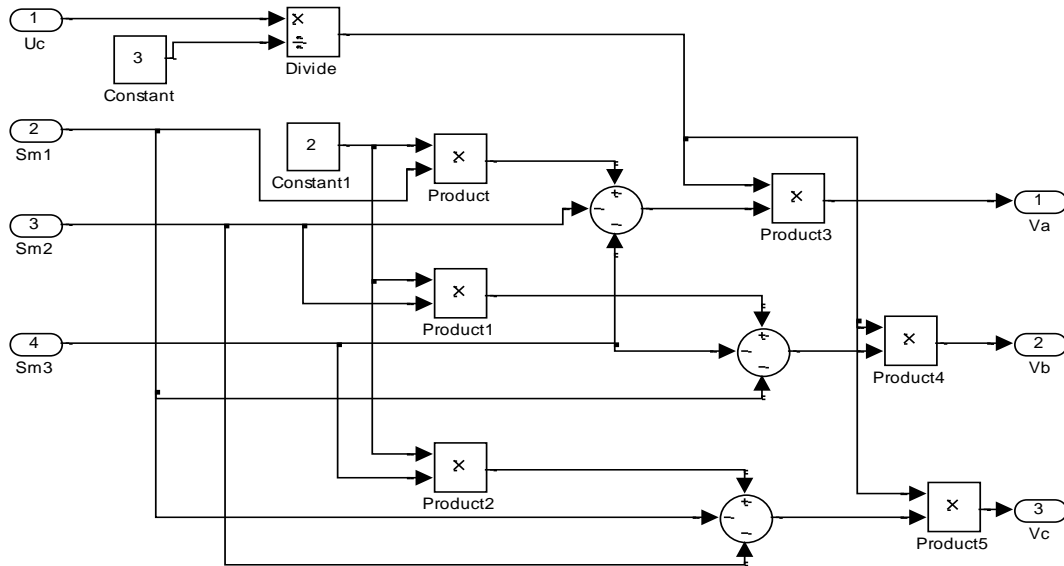 1
Uc
3
Constant
×
÷
Divide
2
Sm1
2
Constant1
×
Product
+
−
−
3
Sm2
×
Product3
1
Va
×
Product1
4
Sm3
+
−
−
×
Product4
2
Vb
×
Product2
+
−
−
×
Product5
3
Vc